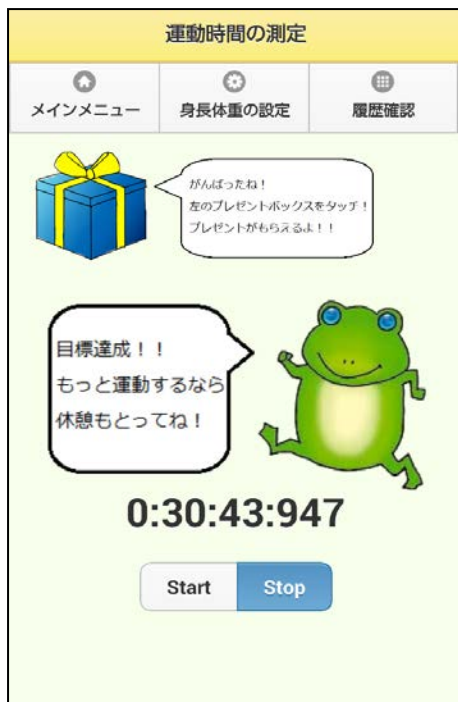 運動時間の測定
メインメニュー
身長体重の設定
履歴確認
がんばったね！
左のプレゼントボックスをタッチ！
プレゼントがもらえるよ！！
目標達成！！
もっと運動するなら
休憩もとってね！
0:30:43:947
Start
Stop